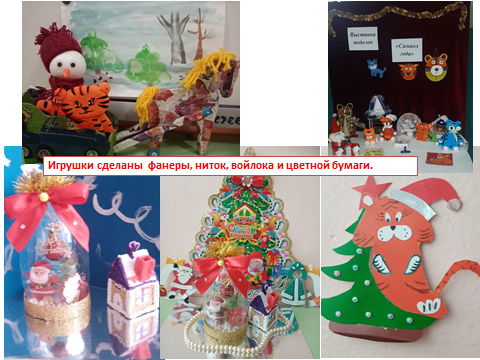 Выставка
поделок
«Символ
года»
Игрушки сделаны  фанеры, ниток, войлока и цветной бумаги.